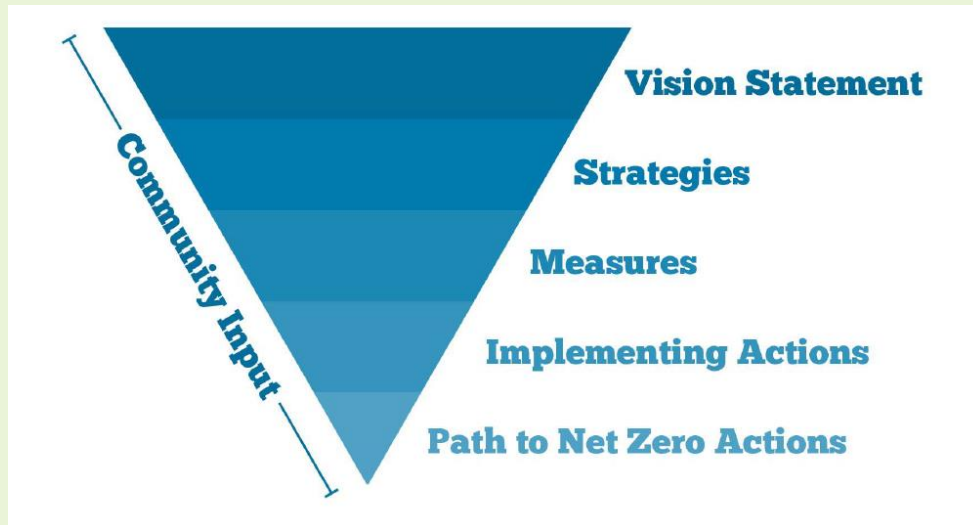 Vision Statement
Strategies
Measures
Implementing Actions
Path to Net Zero Actions
Community Input